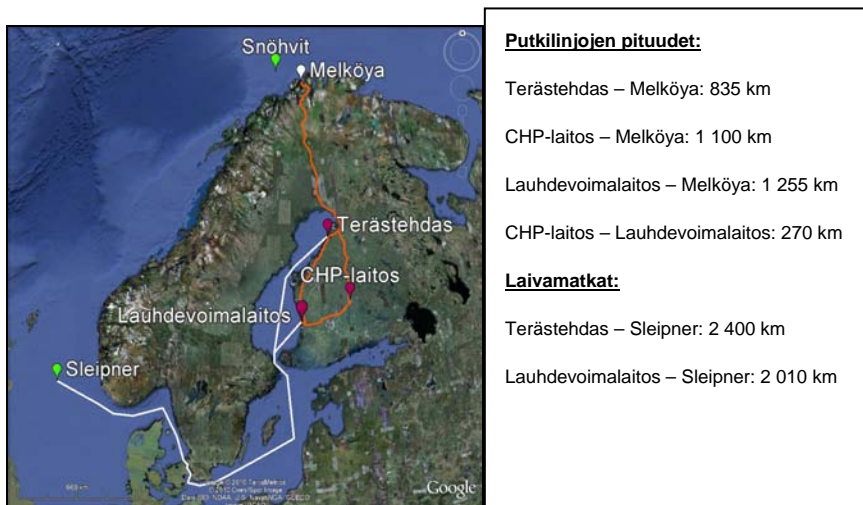 Snöhvit
Melköya
Terästehdas
CHP-laitos
Lauhdevoimalaitos
Sleipner
Google
Putkilinjojen pituudet:
Terästehdas – Melköya: 835 km
CHP-laitos – Melköya: 1 100 km
Lauhdevoimalaitos – Melköya: 1 255 km
CHP-laitos – Lauhdevoimalaitos: 270 km
Laivamatkat:
Terästehdas – Sleipner: 2 400 km
Lauhdevoimalaitos – Sleipner: 2 010 km